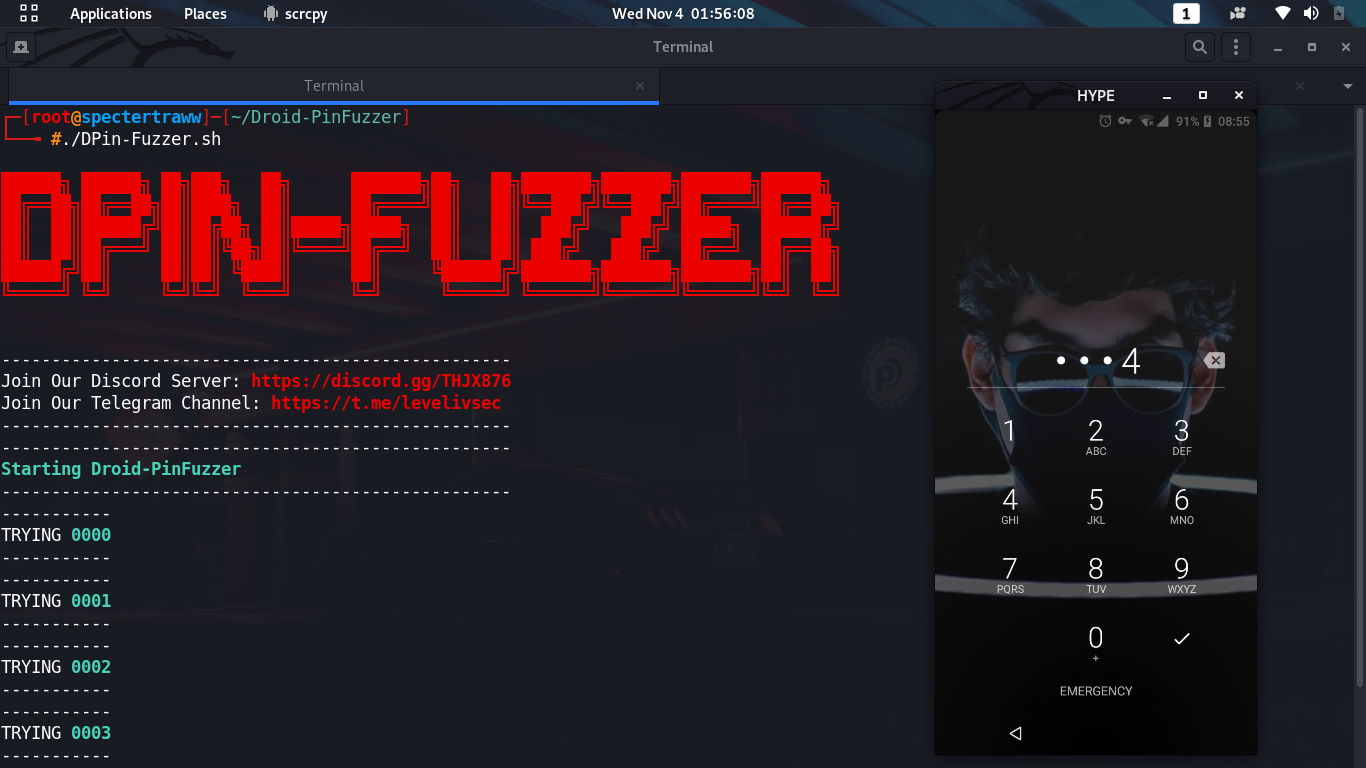 Applications Places scrcpy Wed Nov 4 01:56:08 1
Terminal
Terminal
┌─[root@spectertraww]─[~/Droid-PinFuzzer]
└──╼ #./DPin-Fuzzer.sh
DPIN-FUZZER
---------------------------------------------------
Join Our Discord Server: https://discord.gg/THJX876
Join Our Telegram Channel: https://t.me/levelivsec
---------------------------------------------------
---------------------------------------------------
Starting Droid-PinFuzzer
---------------------------------------------------
-----------
TRYING 0000
-----------
-----------
TRYING 0001
-----------
-----------
TRYING 0002
-----------
-----------
TRYING 0003
-----------
HYPE
91% 08:55
•••4
1 2 3
ABC DEF
4 5 6
GHI JKL MNO
7 8 9
PQRS TUV WXYZ
0
+
EMERGENCY